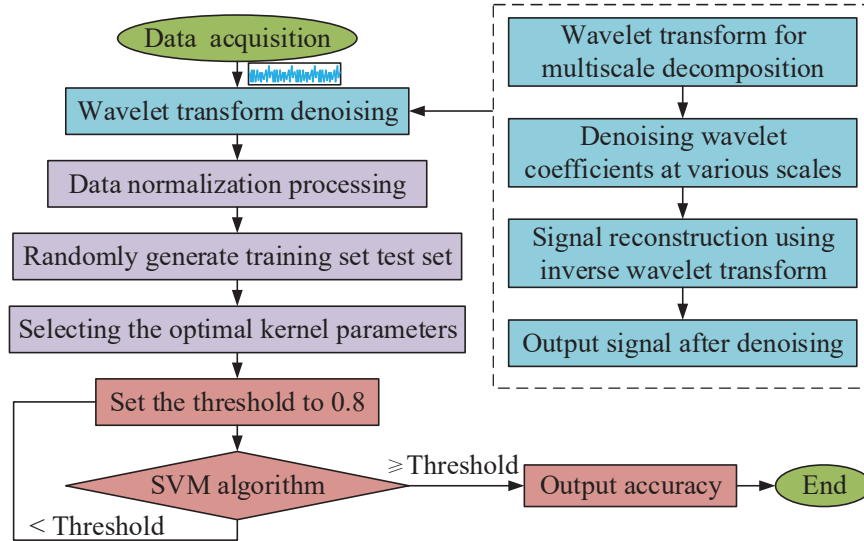 Data acquisition
Wavelet transform denoising
Data normalization processing
Randomly generate training set test set
Selecting the optimal kernel parameters
Set the threshold to 0.8
SVM algorithm
< Threshold
≥ Threshold
Output accuracy
End
Wavelet transform for
multiscale decomposition
Denoising wavelet
coefficients at various scales
Signal reconstruction using
inverse wavelet transform
Output signal after denoising